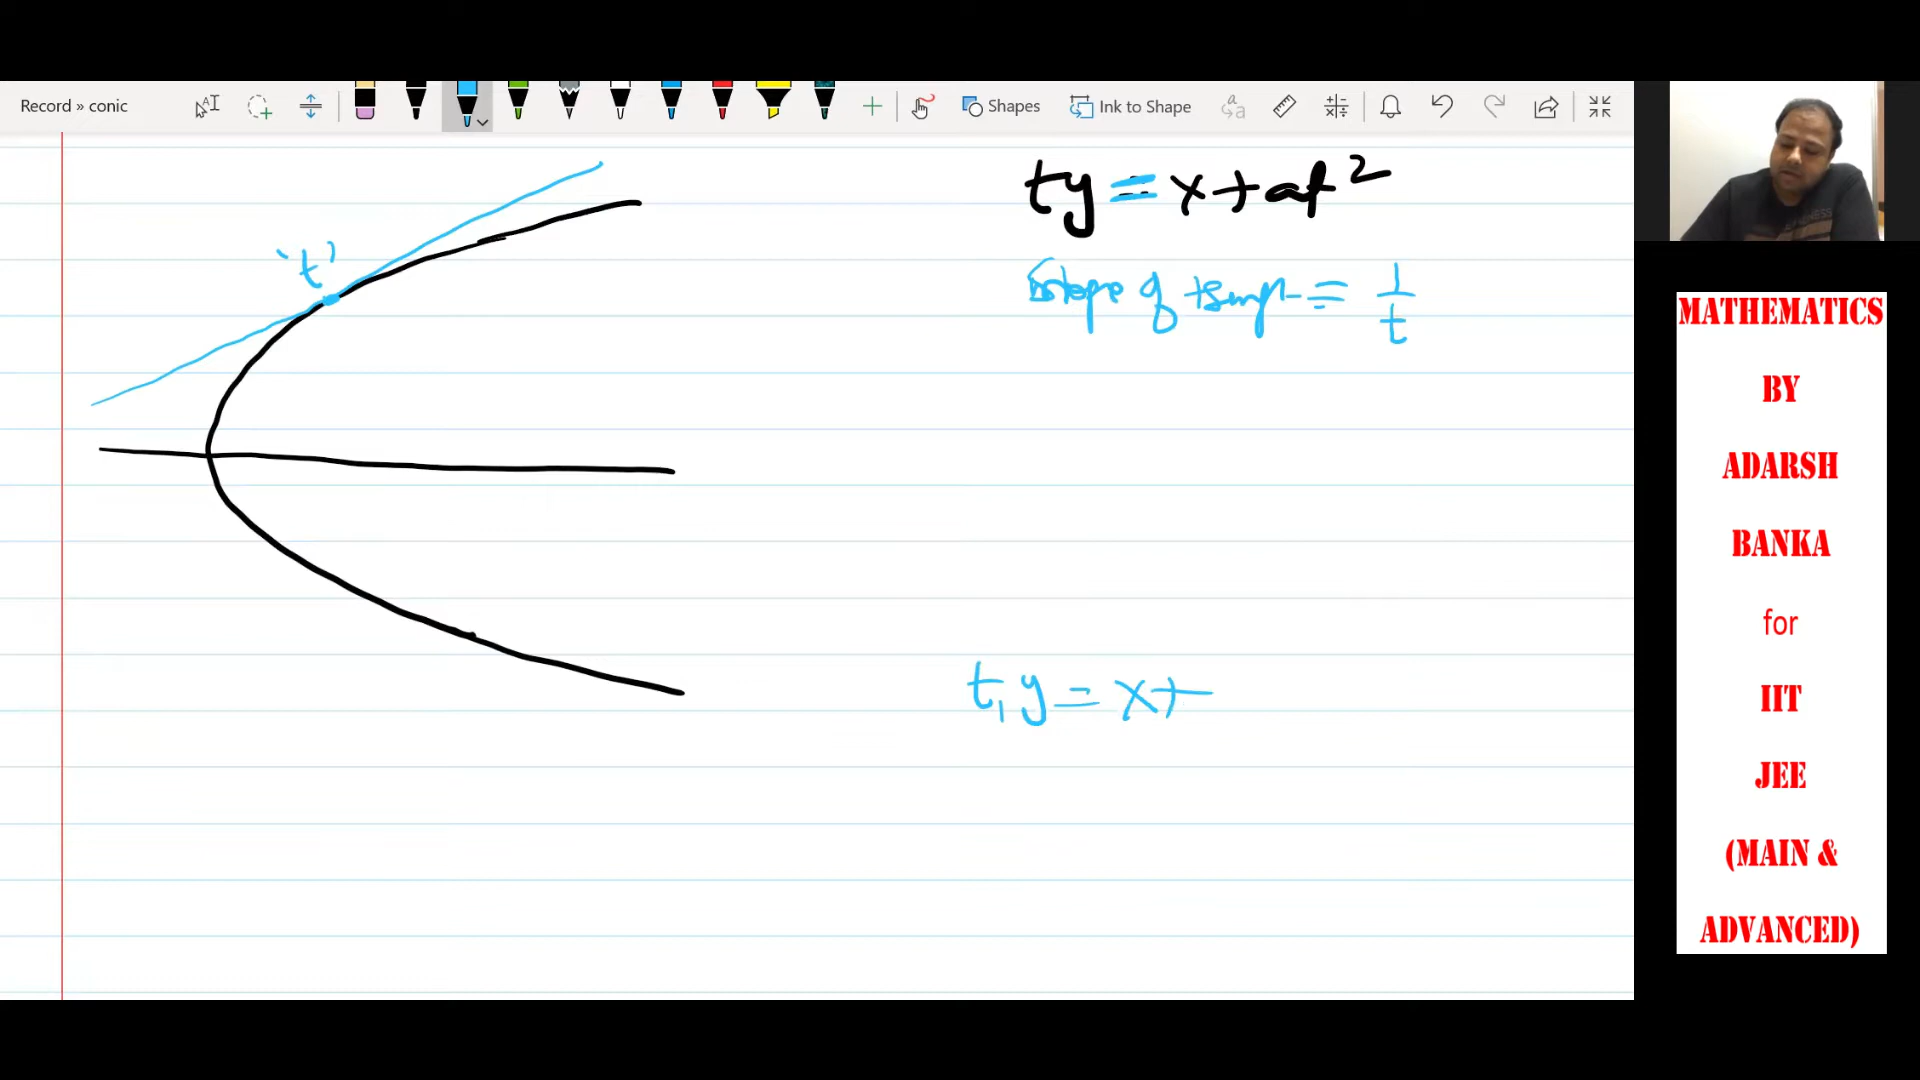 Record » conic
Shapes
Ink to Shape
ty = x + at²
slope of = 1/t
't'
t₁y = x +
MATHEMATICS
BY
ADARSH
BANKA
for
IIT
JEE
(MAIN &
ADVANCED)